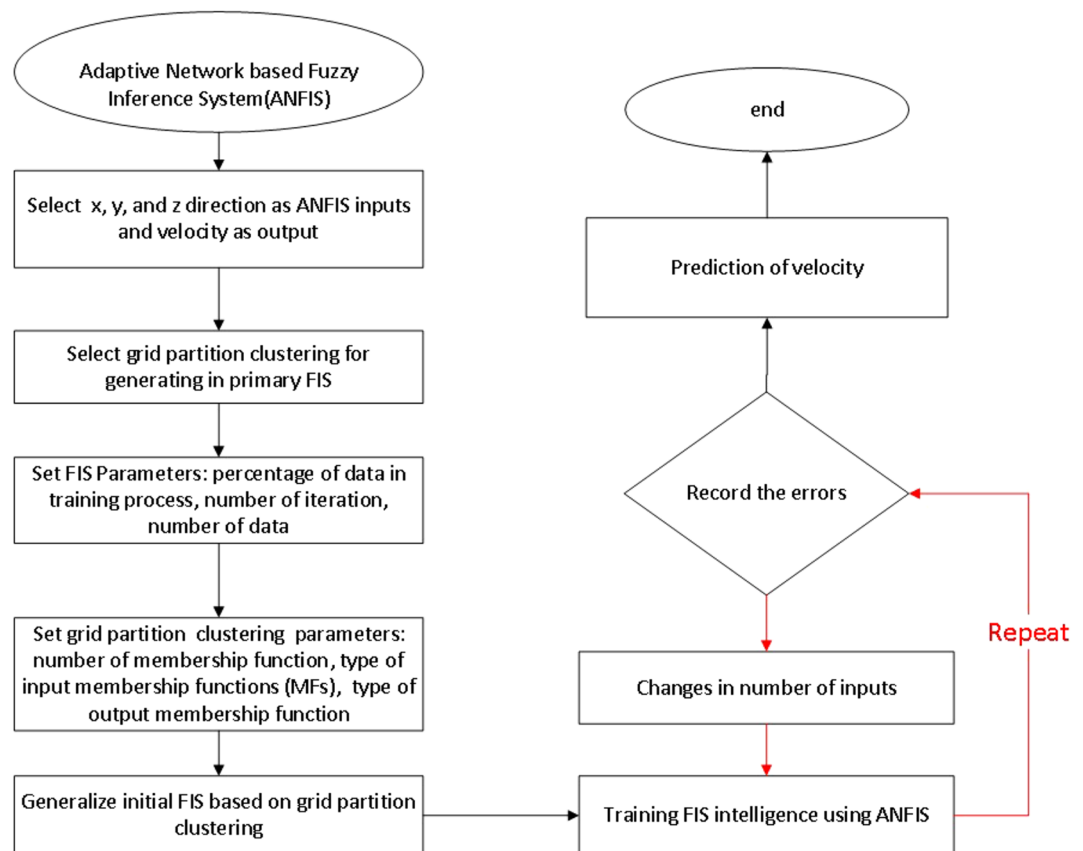 Adaptive Network based Fuzzy
Inference System(ANFIS)
Select x, y, and z direction as ANFIS inputs
and velocity as output
Select grid partition clustering for
generating in primary FIS
Set FIS Parameters: percentage of data in
training process, number of iteration,
number of data
Set grid partition clustering parameters:
number of membership function, type of
input membership functions (MFs), type of
output membership function
Generalize initial FIS based on grid partition
clustering
end
Prediction of velocity
Record the errors
Repeat
Changes in number of inputs
Training FIS intelligence using ANFIS